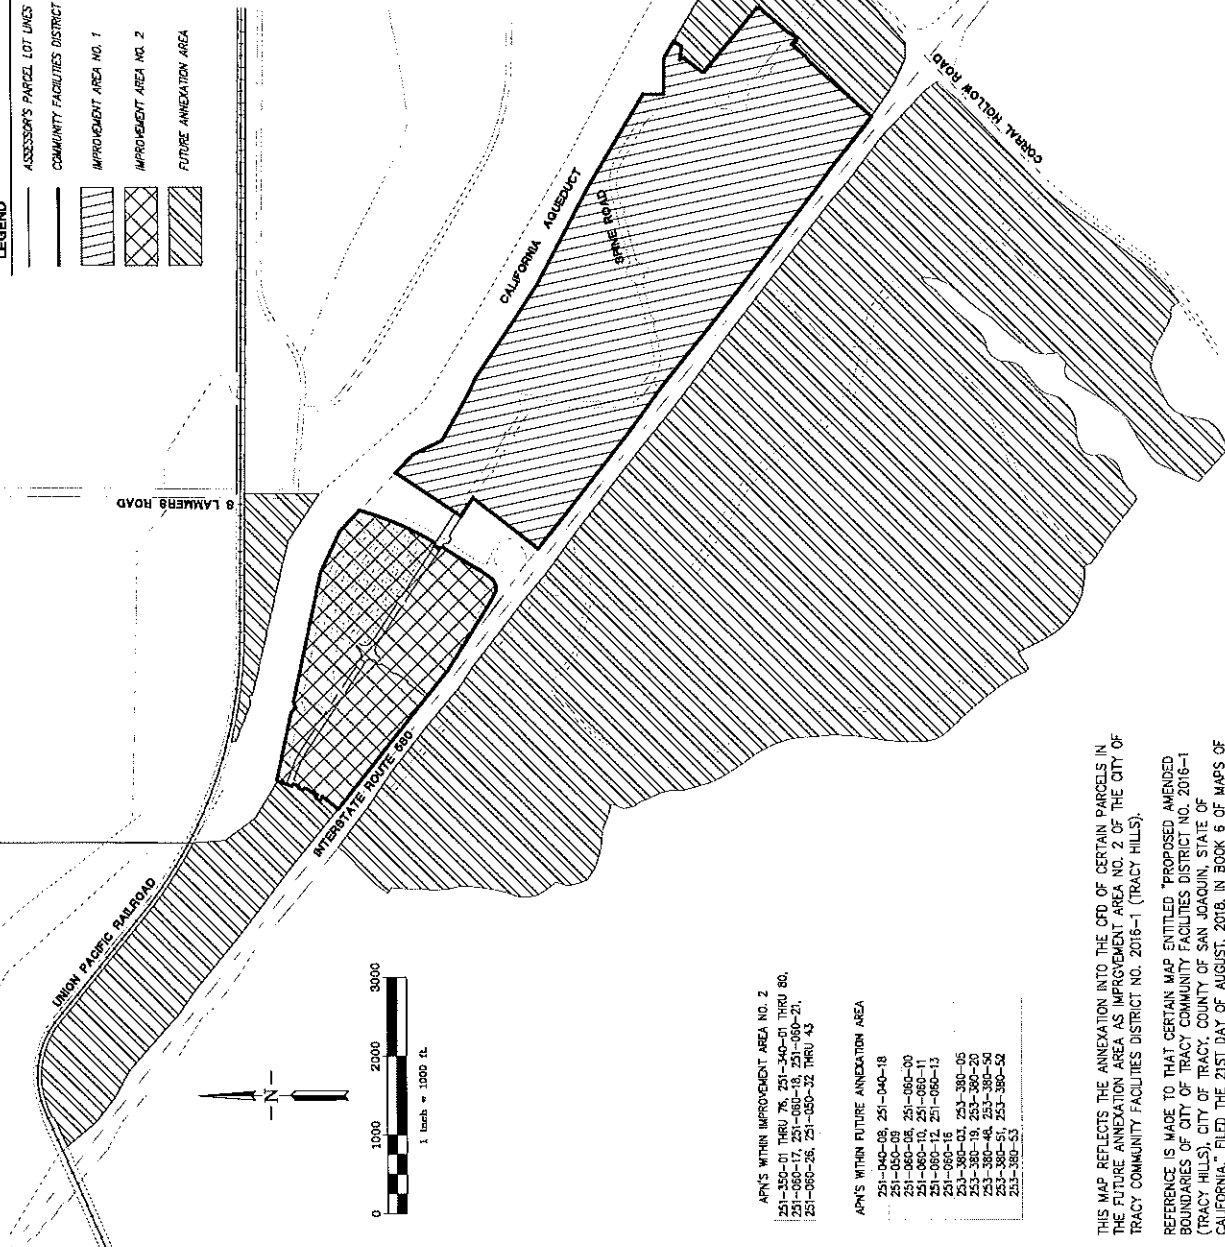 LEGEND
ASSESSOR'S PARCEL LOT LINES
COMMUNITY FACILITIES DISTRICT
IMPROVEMENT AREA NO. 1
IMPROVEMENT AREA NO. 2
FUTURE ANNEXATION AREA
S LAMMERS ROAD
UNION PACIFIC RAILROAD
CALIFORNIA AQUEDUCT
SPINE ROAD
CORRAL HOLLOW ROAD
INTERSTATE ROUTE 580
-N-
0 1000 2000 3000
1 inch = 1000 ft.
APN'S WITHIN IMPROVEMENT AREA NO. 2
251-350-01 THRU 76, 251-340-01 THRU 80,
251-060-17, 251-060-18, 251-060-21,
251-060-26, 251-050-32 THRU 43
APN'S WITHIN FUTURE ANNEXATION AREA
251-040-08, 251-040-18
251-050-09
251-060-08, 251-060-00
251-060-10, 251-060-11
251-060-12, 251-060-13
251-060-16
253-380-03, 253-380-05
253-380-19, 253-380-20
253-380-48, 253-380-50
253-380-51, 253-380-52
253-380-53
THIS MAP REFLECTS THE ANNEXATION INTO THE CFD OF CERTAIN PARCELS IN
THE FUTURE ANNEXATION AREA AS IMPROVEMENT AREA NO. 2 OF THE CITY OF
TRACY COMMUNITY FACILITIES DISTRICT NO. 2016-1 (TRACY HILLS).
REFERENCE IS MADE TO THAT CERTAIN MAP ENTITLED "PROPOSED AMENDED
BOUNDARIES OF CITY OF TRACY COMMUNITY FACILITIES DISTRICT NO. 2016-1
(TRACY HILLS), CITY OF TRACY, COUNTY OF SAN JOAQUIN, STATE OF
CALIFORNIA," FILED THE 21ST DAY OF AUGUST, 2018, IN BOOK 6 OF MAPS OF